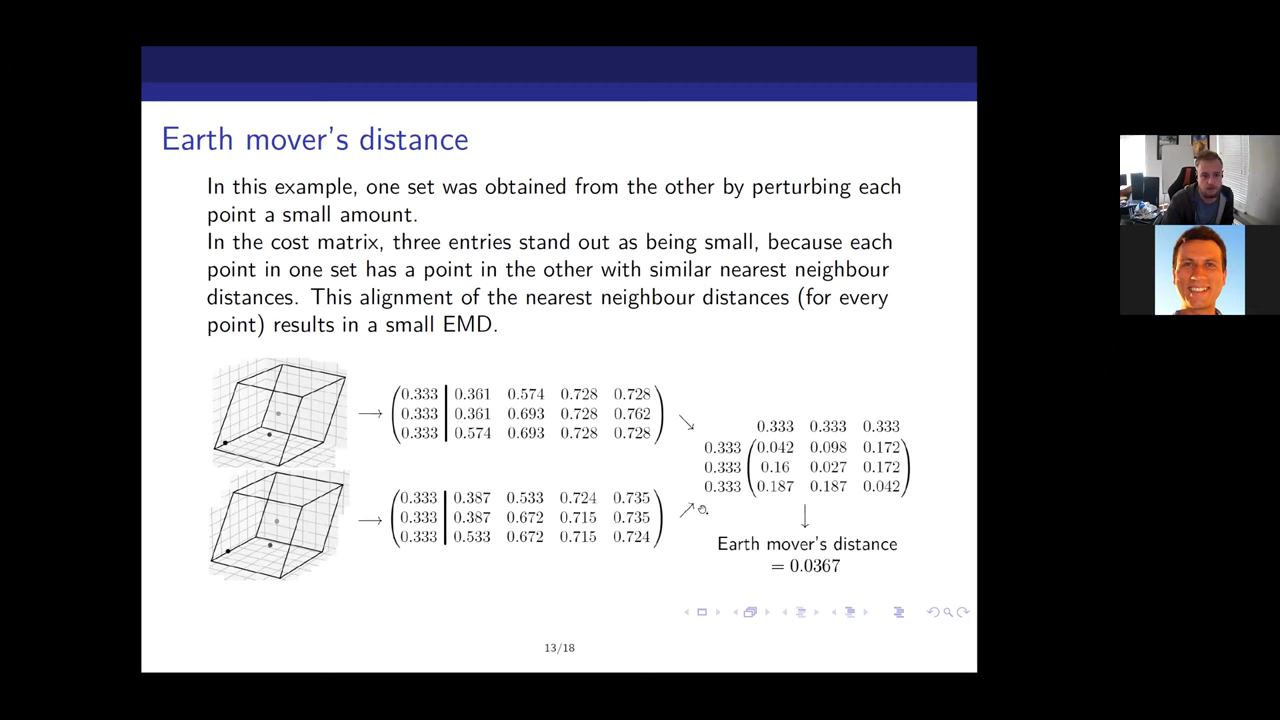 Earth mover's distance
In this example, one set was obtained from the other by perturbing each
point a small amount.
In the cost matrix, three entries stand out as being small, because each
point in one set has a point in the other with similar nearest neighbour
distances. This alignment of the nearest neighbour distances (for every
point) results in a small EMD.
0.333 0.361 0.574 0.728 0.728
0.333 0.361 0.693 0.728 0.762
0.333 0.574 0.693 0.728 0.728
0.333 0.387 0.533 0.724 0.735
0.333 0.387 0.672 0.715 0.735
0.333 0.533 0.672 0.715 0.724
0.333 0.333 0.333
0.333 0.042 0.098 0.172
0.333 0.16 0.027 0.172
0.333 0.187 0.187 0.042
Earth mover's distance
= 0.0367
13/18